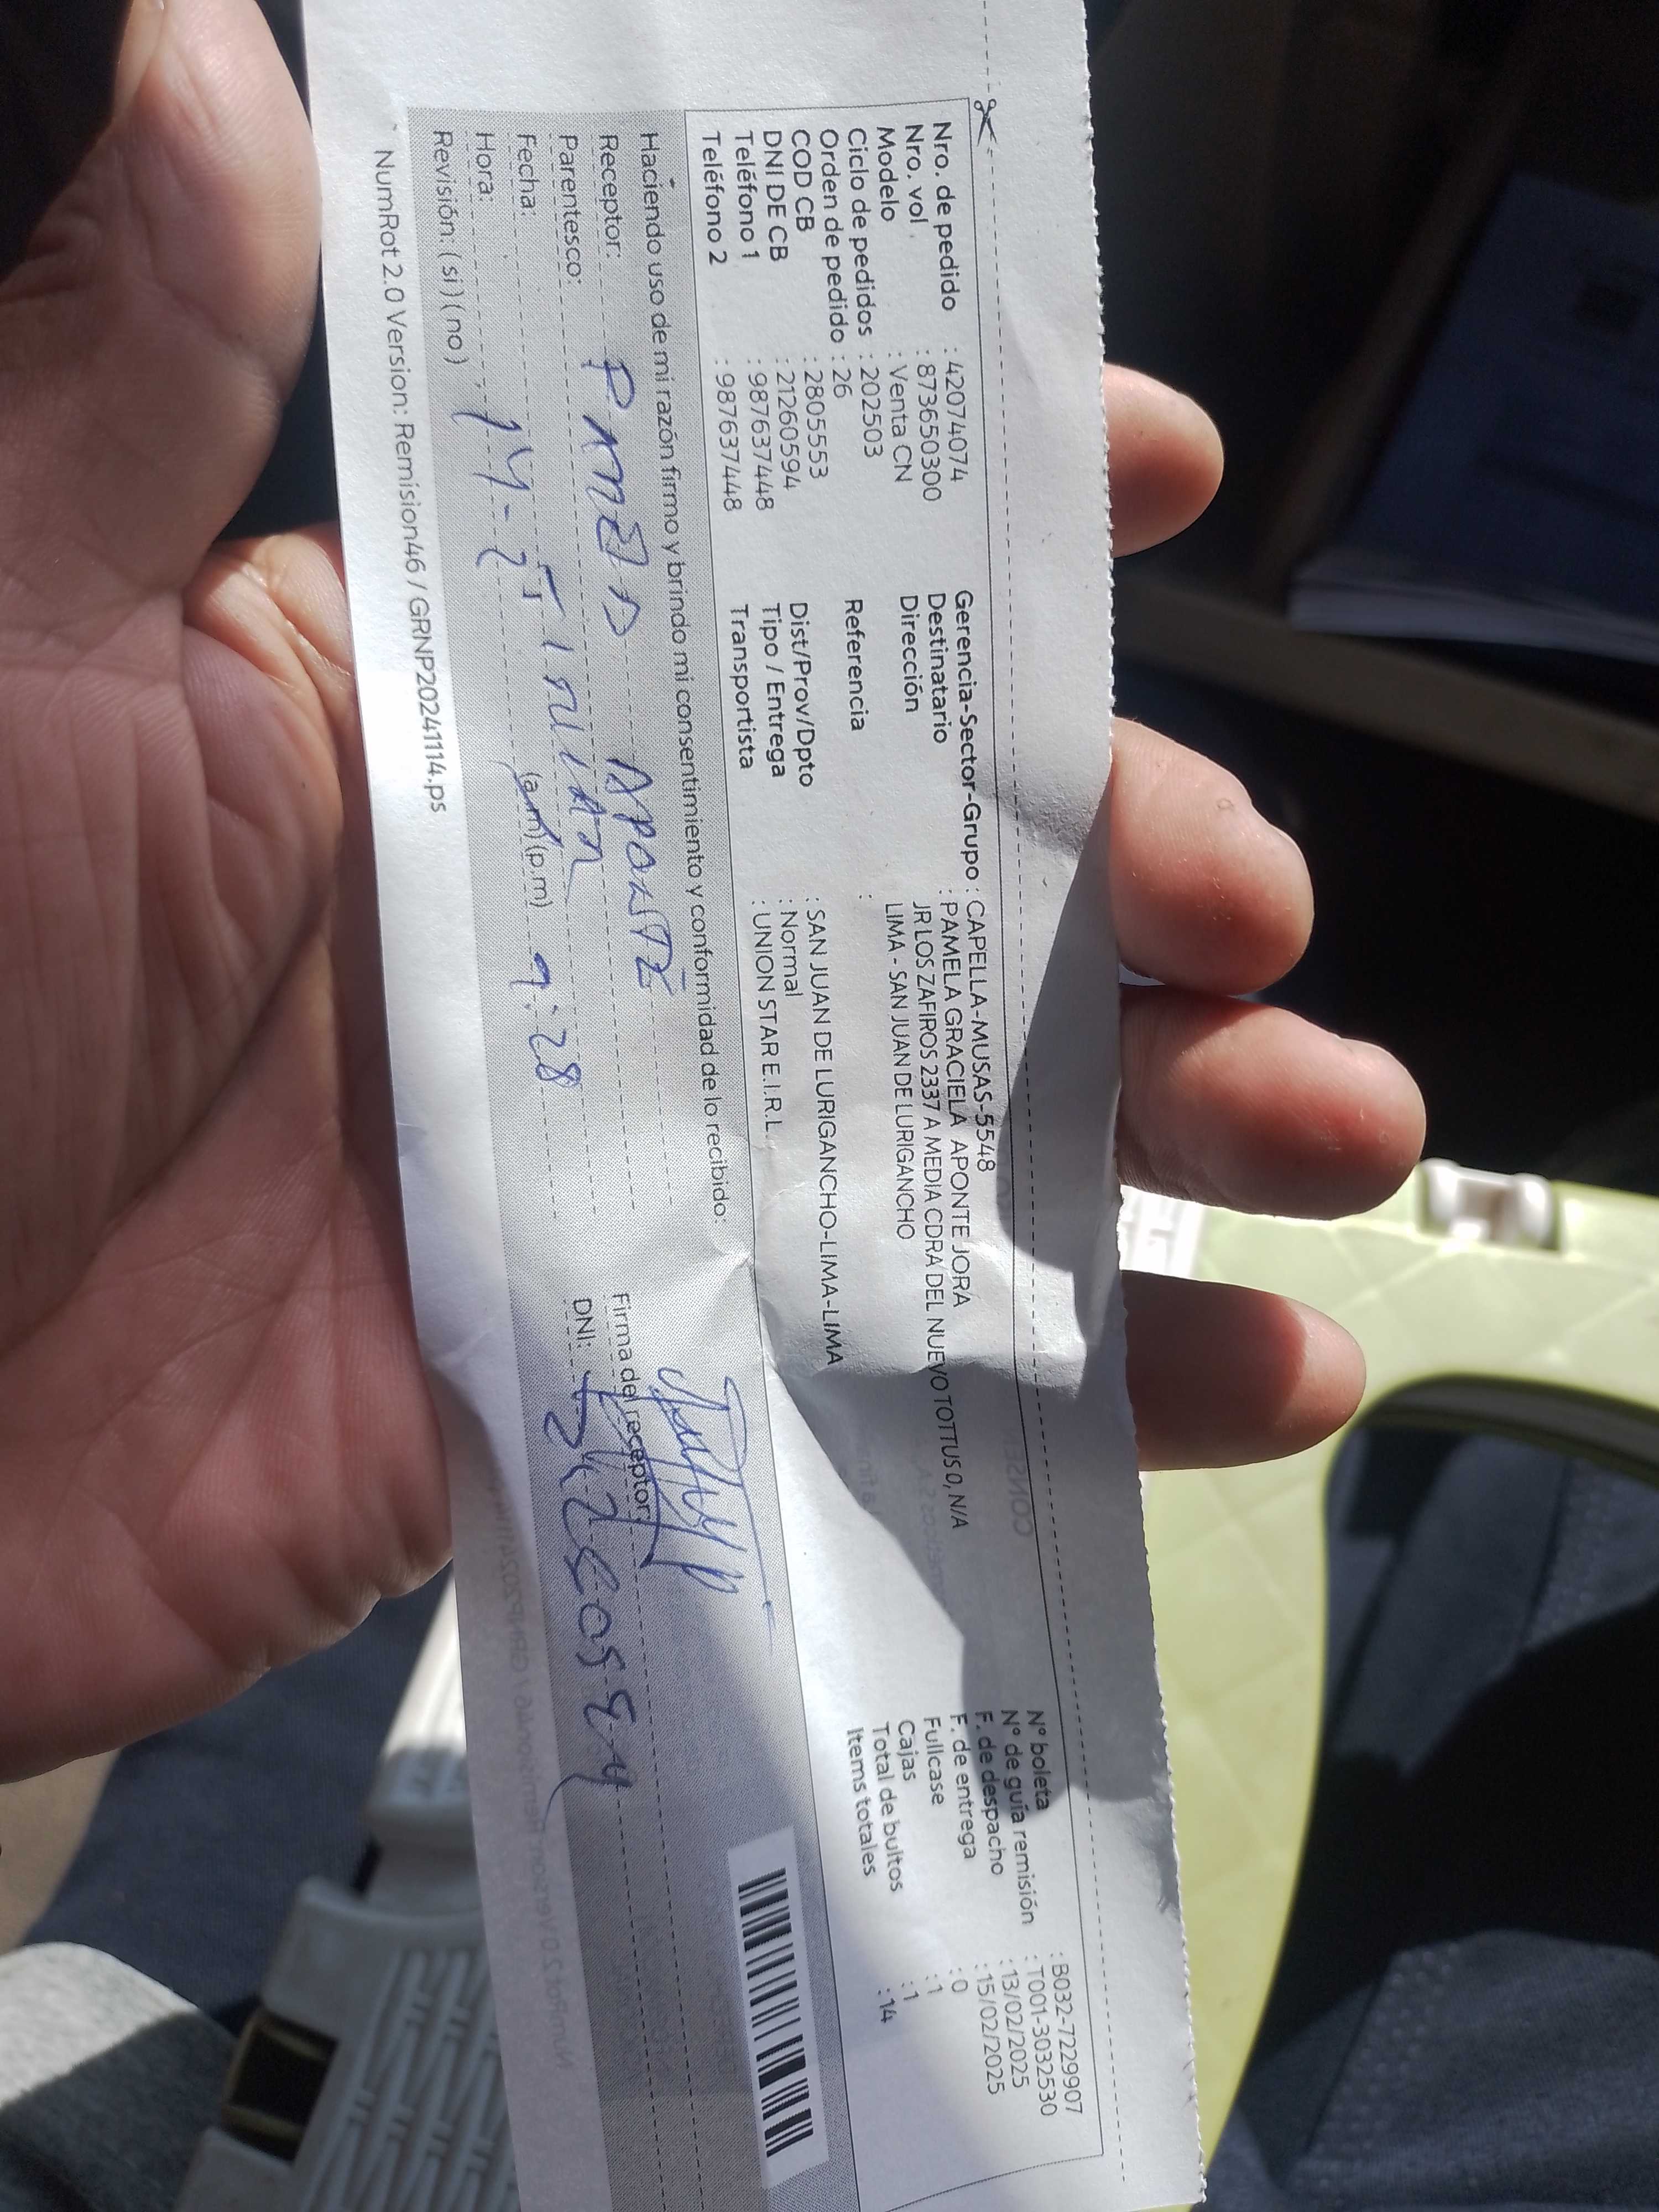 Nro. de pedido : 42074074
Nro. vol. : 873650300
Modelo : Venta CN
Ciclo de pedidos : 202503
Orden de pedido : 26
COD CB : 2805553
DNI DE CB : 21260594
Teléfono 1 : 987637448
Teléfono 2 : 987637448
Gerencia-Sector-Grupo : CAPELLA-MUSAS-5548
Destinatario : PAMELA GRACIELA APONTE JORA
Dirección JR LOS ZAFIROS 2337 A MEDIA CDRA DEL NUEVO TOTTUS 0, N/A
LIMA - SAN JUAN DE LURIGANCHO
Referencia :
Dist/Prov/Dpto : SAN JUAN DE LURIGANCHO-LIMA-LIMA
Tipo / Entrega : Normal
Transportista : UNION STAR E.I.R.L.
N° boleta : B032-7229907
N° de guía remisión : T001-3032530
F. de despacho : 13/02/2025
F. de entrega : 15/02/2025
Fullcase : 0
Cajas : 1
Total de bultos : 1
Items totales : 14
Haciendo uso de mi razón firmo y brindo mi consentimiento y conformidad de lo recibido:
Receptor: PAMELA APONTE
Parentesco: TITULAR
Fecha: 14-2
Hora: (a.m) (p.m) 9:28
Revisión: (si) (no)
Firma del receptor:
DNI:
NumRot 2.0 Version: Remision46 / GRNP20241114.ps